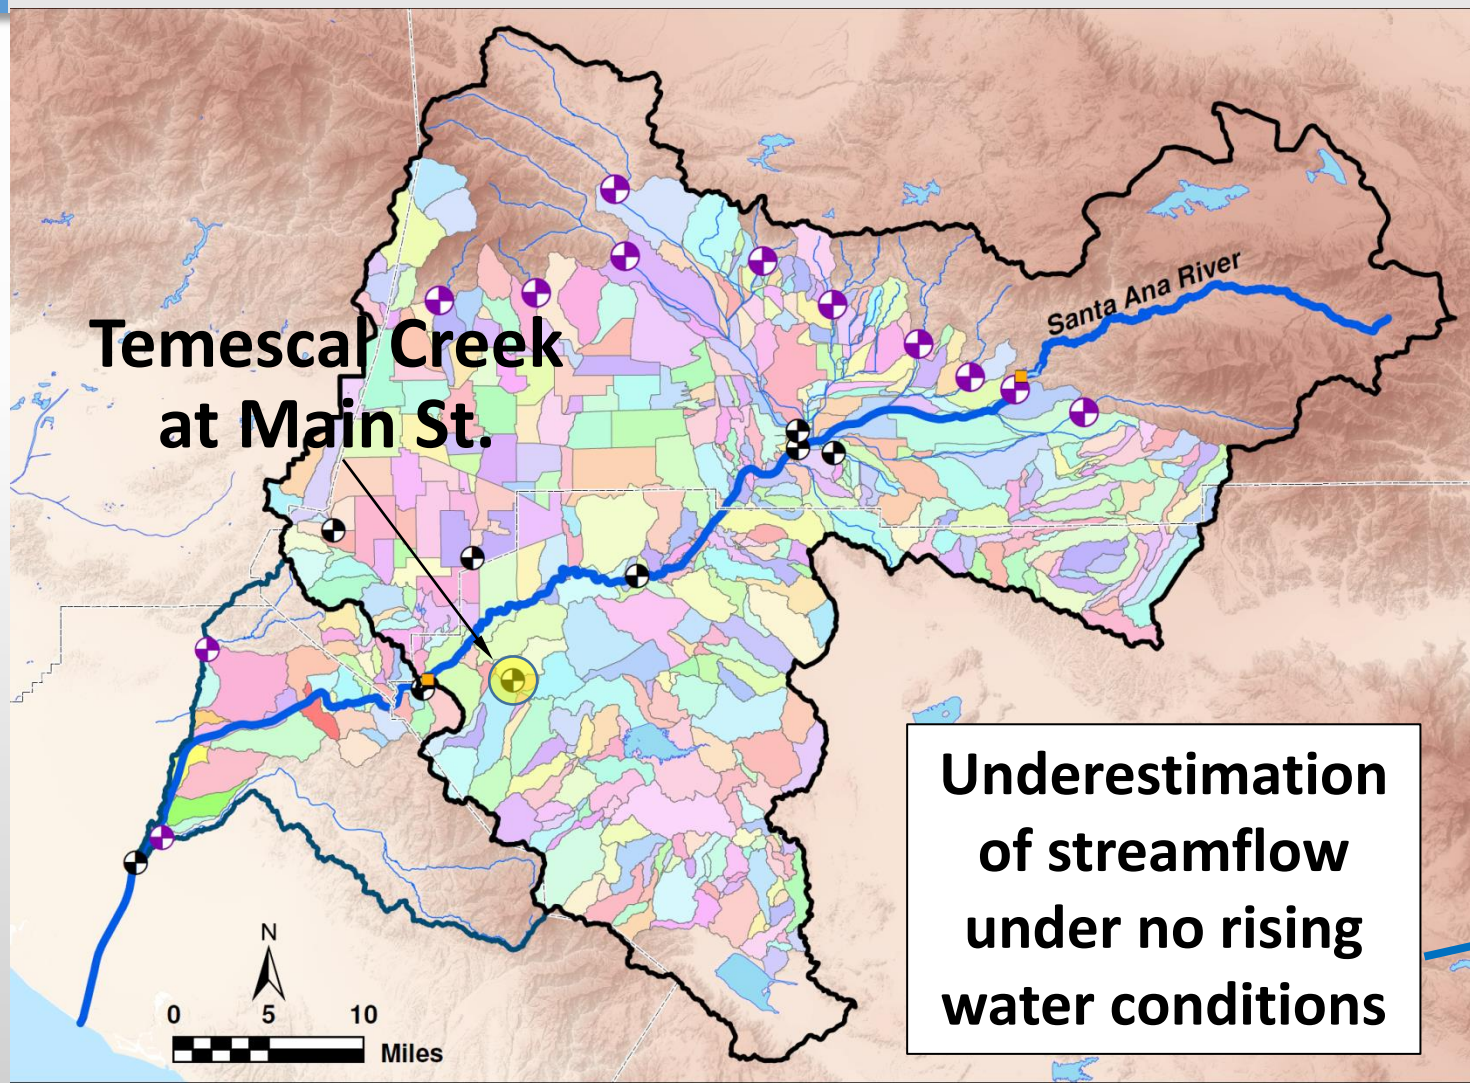 Santa Ana River
Temescal Creek
at Main St.
Underestimation
of streamflow
under no rising
water conditions
N
0 5 10
Miles